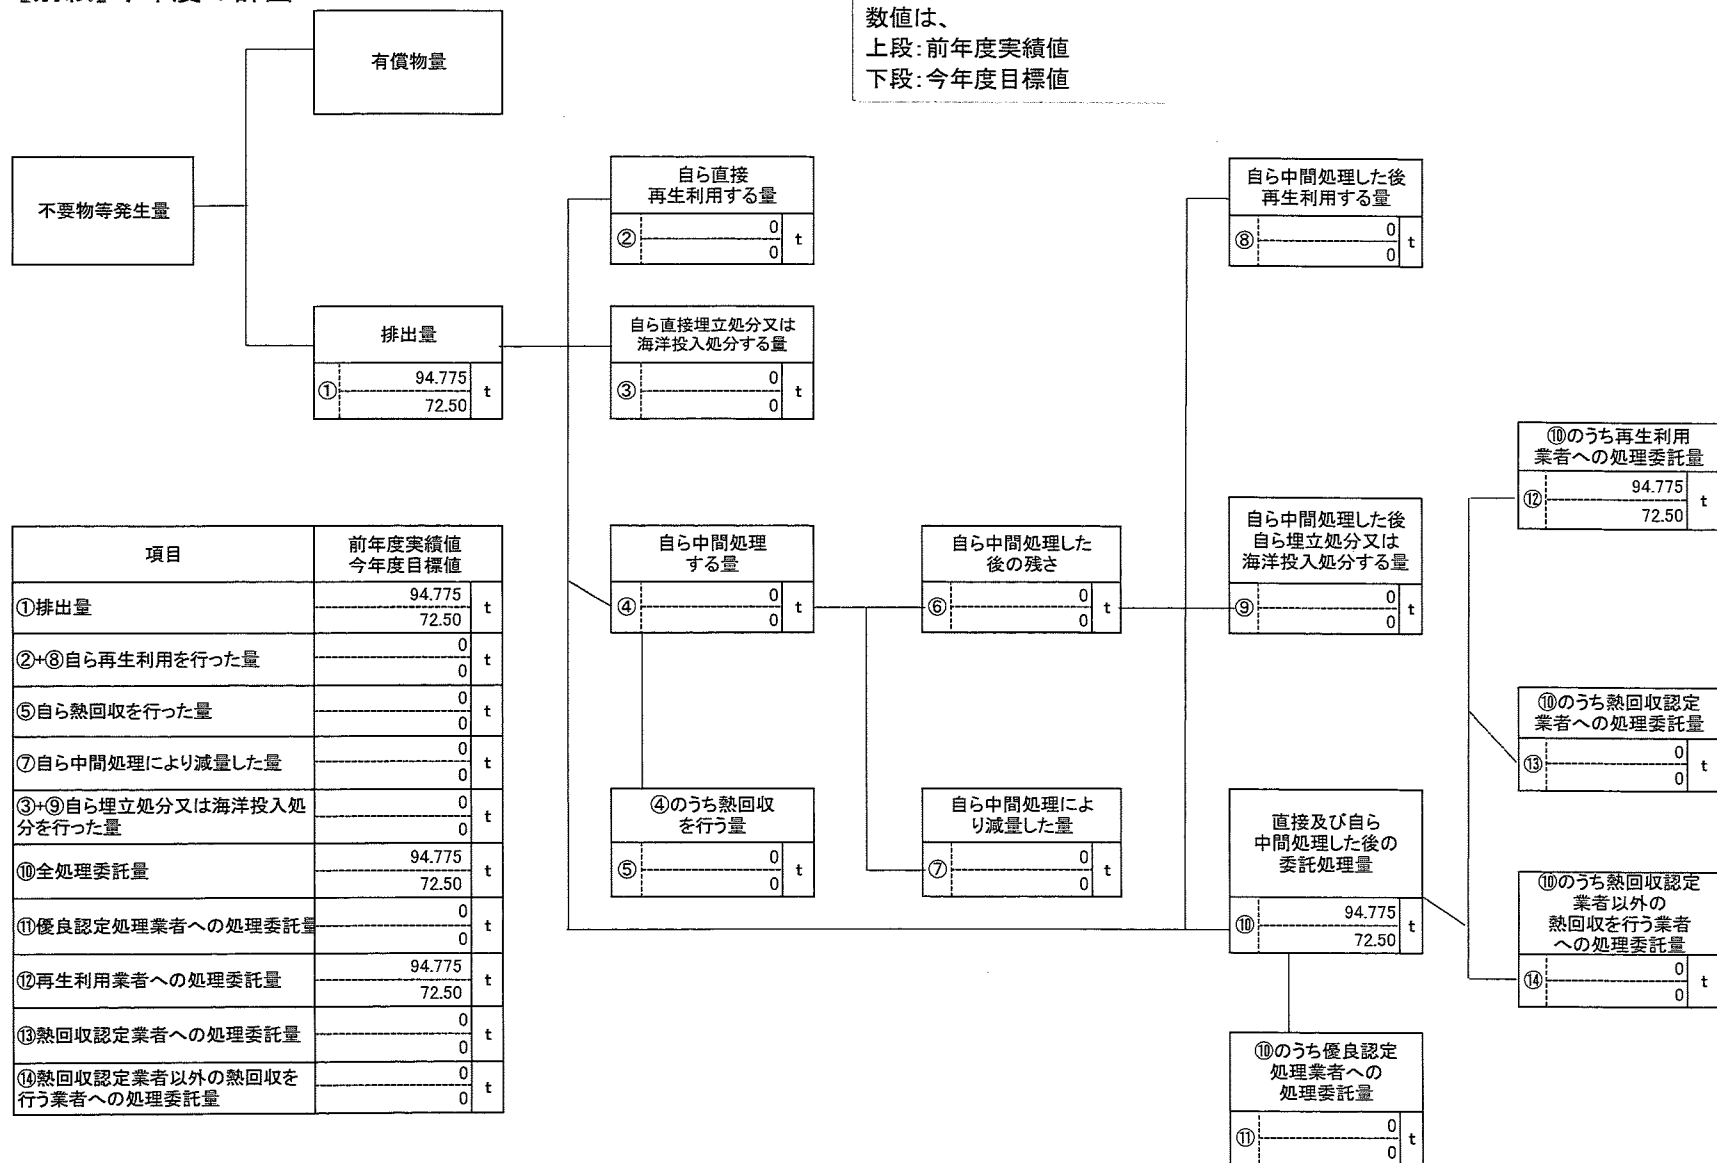 数値は、
上段:前年度実績値
下段:今年度目標値
有償物量
不要物等発生量
排出量
① 94.775 t
72.50
自ら直接
再生利用する量
② 0 t
0
自ら直接埋立処分又は
海洋投入処分する量
③ 0 t
0
自ら中間処理した後
再生利用する量
⑧ 0 t
0
自ら中間処理
する量
④ 0 t
0
自ら中間処理した
後の残さ
⑥ 0 t
0
自ら中間処理した後
自ら埋立処分又は
海洋投入処分する量
⑨ 0 t
0
④のうち熱回収
を行う量
⑤ 0 t
0
自ら中間処理によ
り減量した量
⑦ 0 t
0
直接及び自ら
中間処理した後の
委託処理量
⑩ 94.775 t
72.50
⑩のうち優良認定
処理業者への
処理委託量
⑪ 0 t
0
⑩のうち再生利用
業者への処理委託量
⑫ 94.775 t
72.50
⑩のうち熱回収認定
業者への処理委託量
⑬ 0 t
0
⑩のうち熱回収認定
業者以外の
熱回収を行う業者
への処理委託量
⑭ 0 t
0
項目 前年度実績値
今年度目標値
①排出量 94.775 t
72.50
②+⑧自ら再生利用を行った量 0 t
0
⑤自ら熱回収を行った量 0 t
0
⑦自ら中間処理により減量した量 0 t
0
③+⑨自ら埋立処分又は海洋投入処 0 t
分を行った量 0
⑩全処理委託量 94.775 t
72.50
⑪優良認定処理業者への処理委託量 0 t
0
⑫再生利用業者への処理委託量 94.775 t
72.50
⑬熱回収認定業者への処理委託量 0 t
0
⑭熱回収認定業者以外の熱回収を 0 t
行う業者への処理委託量 0